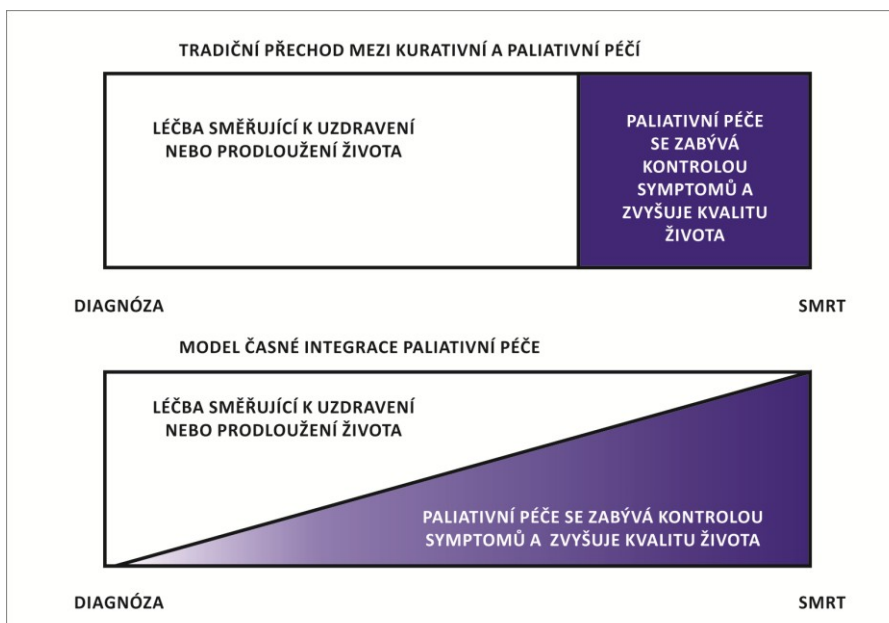 TRADIČNÍ PŘECHOD MEZI KURATIVNÍ A PALIATIVNÍ PÉČÍ
LÉČBA SMĚŘUJÍCÍ K UZDRAVENÍ
NEBO PRODLOUŽENÍ ŽIVOTA
PALIATIVNÍ PÉČE
SE ZABÝVÁ
KONTROLOU
SYMPTOMŮ A
ZVYŠUJE KVALITU
ŽIVOTA
DIAGNÓZA
SMRT
MODEL ČASNÉ INTEGRACE PALIATIVNÍ PÉČE
LÉČBA SMĚŘUJÍCÍ K UZDRAVENÍ
NEBO PRODLOUŽENÍ ŽIVOTA
PALIATIVNÍ PÉČE SE ZABÝVÁ KONTROLOU
SYMPTOMŮ A ZVYŠUJE KVALITU ŽIVOTA
DIAGNÓZA
SMRT